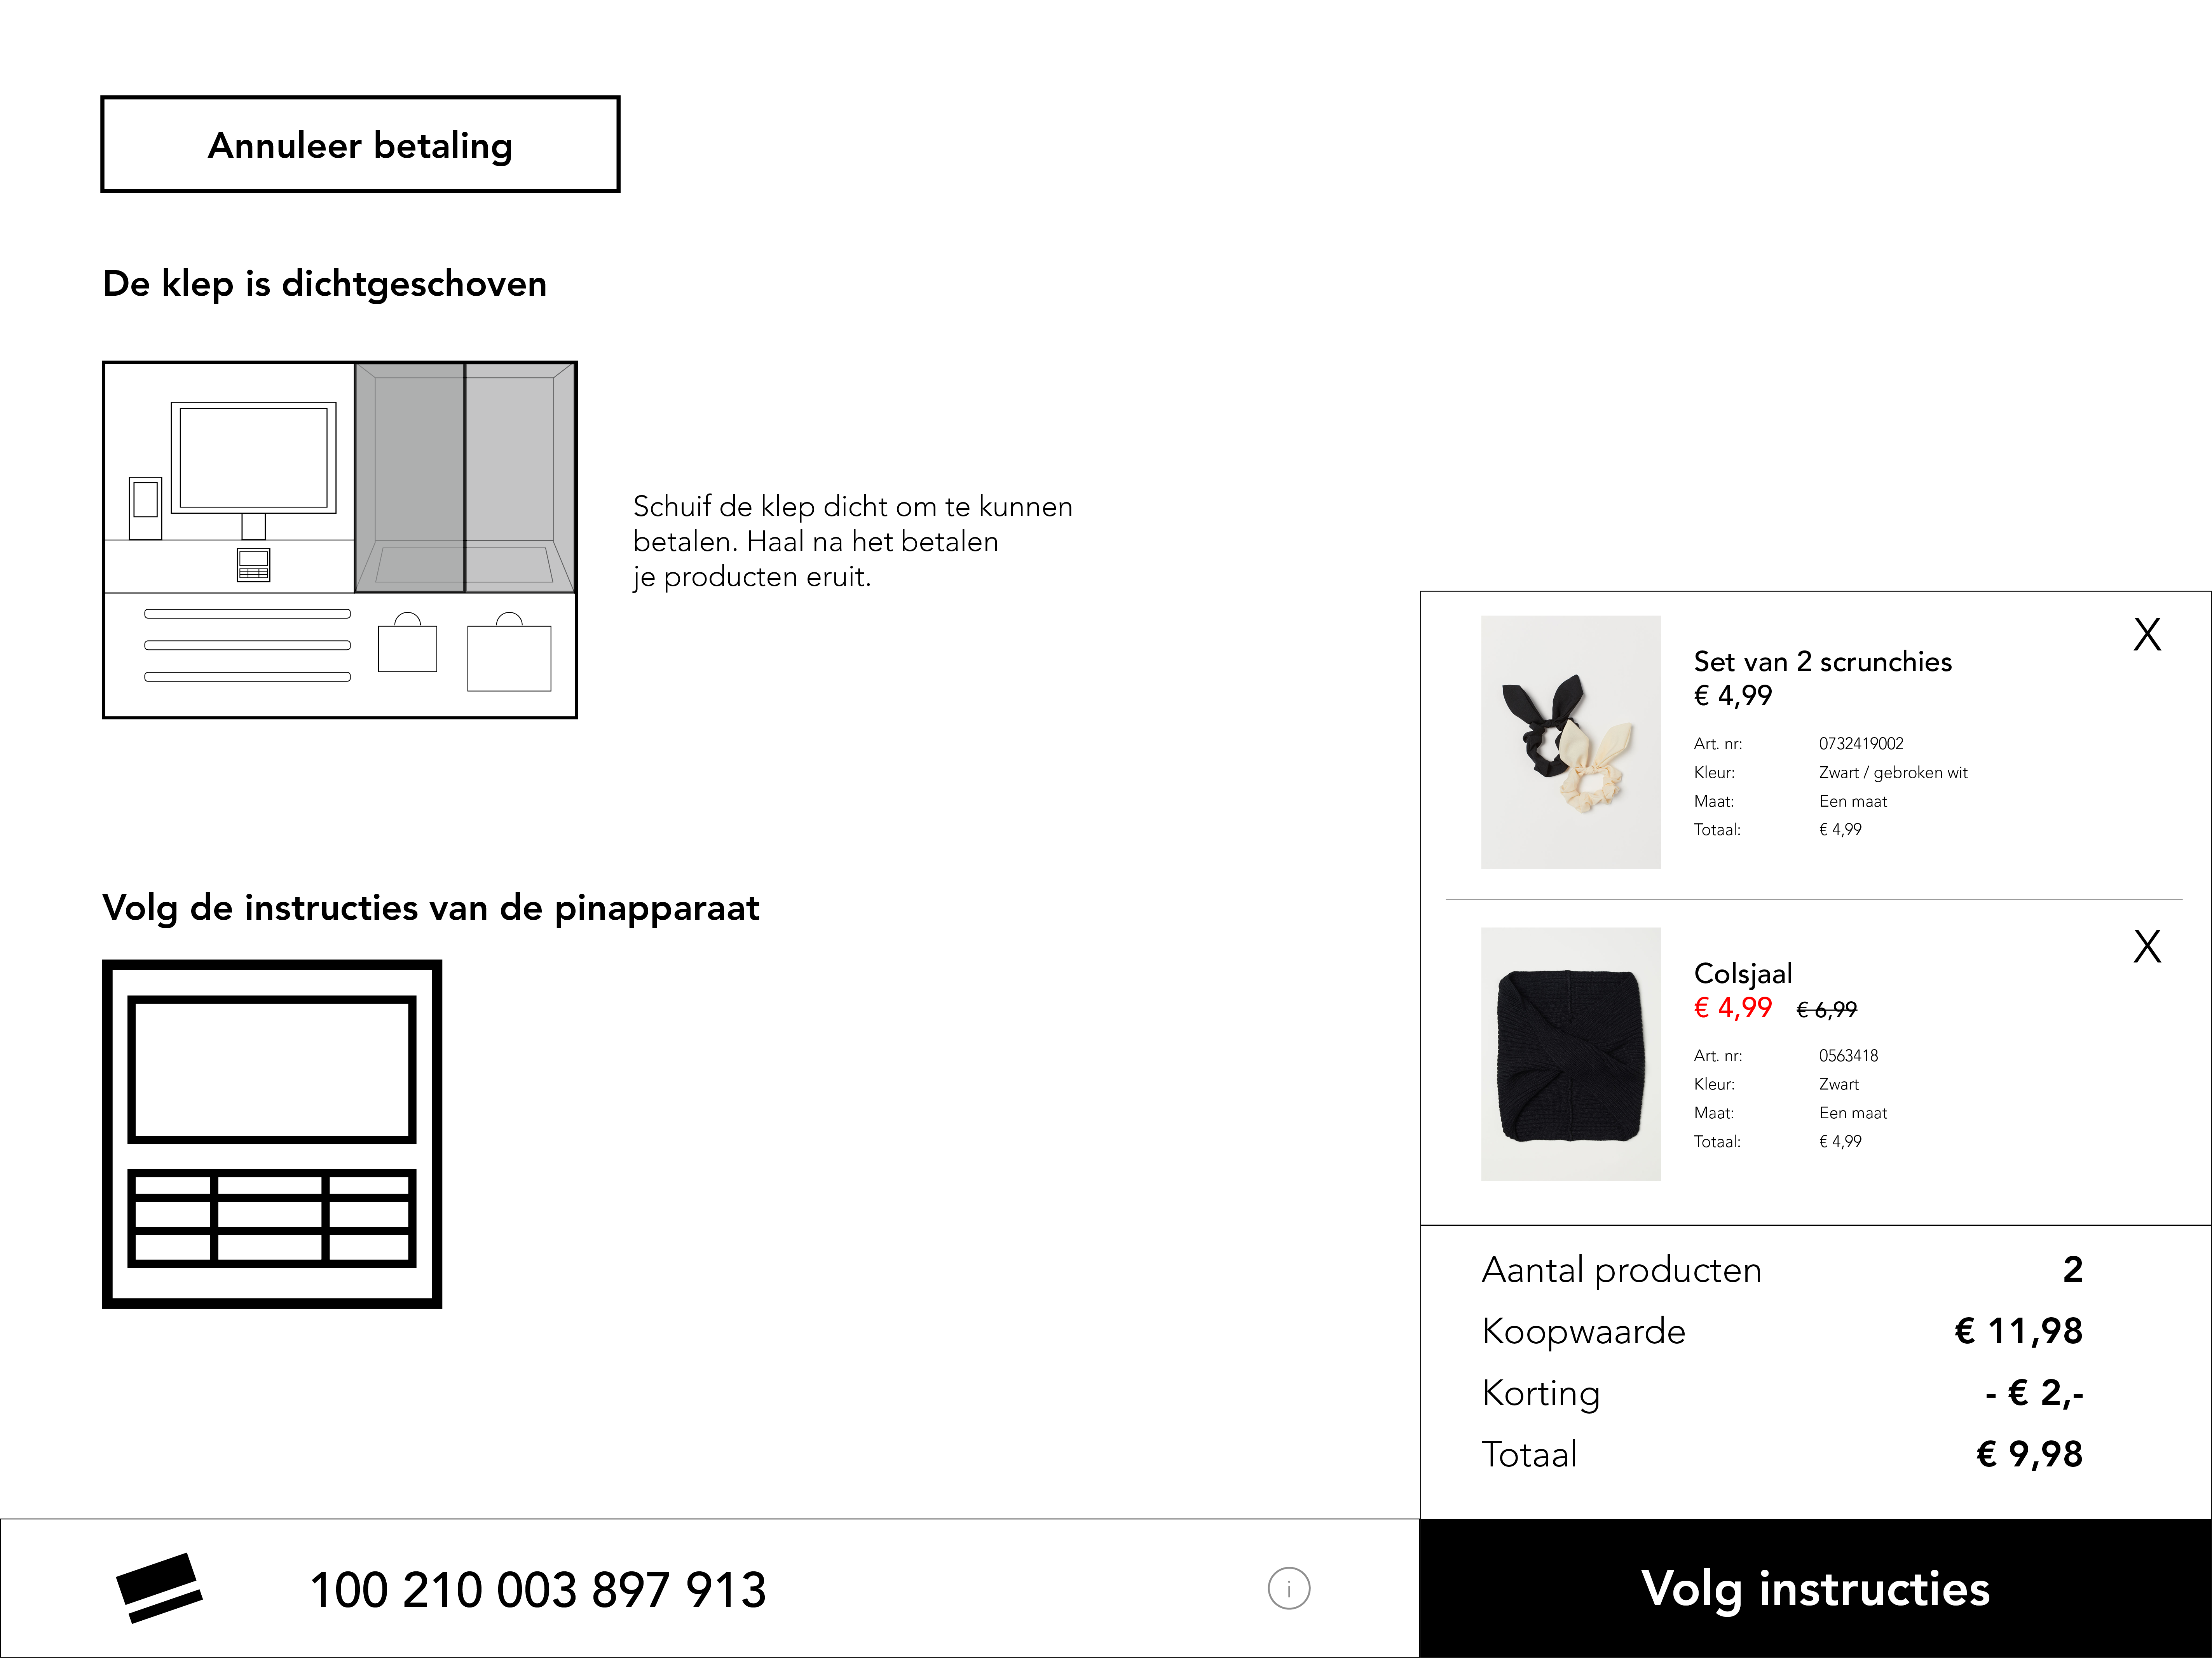 Annuleer betaling
De klep is dichtgeschoven
Schuif de klep dicht om te kunnen
betalen. Haal na het betalen
je producten eruit.
Volg de instructies van de pinapparaat
X
Set van 2 scrunchies
€ 4,99
Art. nr: 0732419002
Kleur: Zwart / gebroken wit
Maat: Een maat
Totaal: € 4,99
X
Colsjaal
€ 4,99 € 6,99
Art. nr: 0563418
Kleur: Zwart
Maat: Een maat
Totaal: € 4,99
Aantal producten 2
Koopwaarde € 11,98
Korting - € 2,-
Totaal € 9,98
100 210 003 897 913 i
Volg instructies